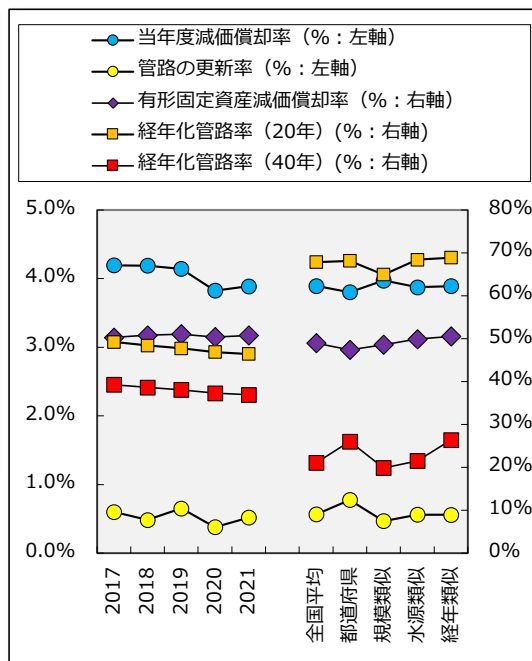 当年度減価償却率（%：左軸）
管路の更新率（%：左軸）
有形固定資産減価償却率（%：右軸）
経年化管路率（20年）(%：右軸)
経年化管路率（40年）(%：右軸)
5.0%
4.0%
3.0%
2.0%
1.0%
0.0%
80%
70%
60%
50%
40%
30%
20%
10%
0%
2017
2018
2019
2020
2021
全国平均
都道府県
規模類似
水源類似
経年類似